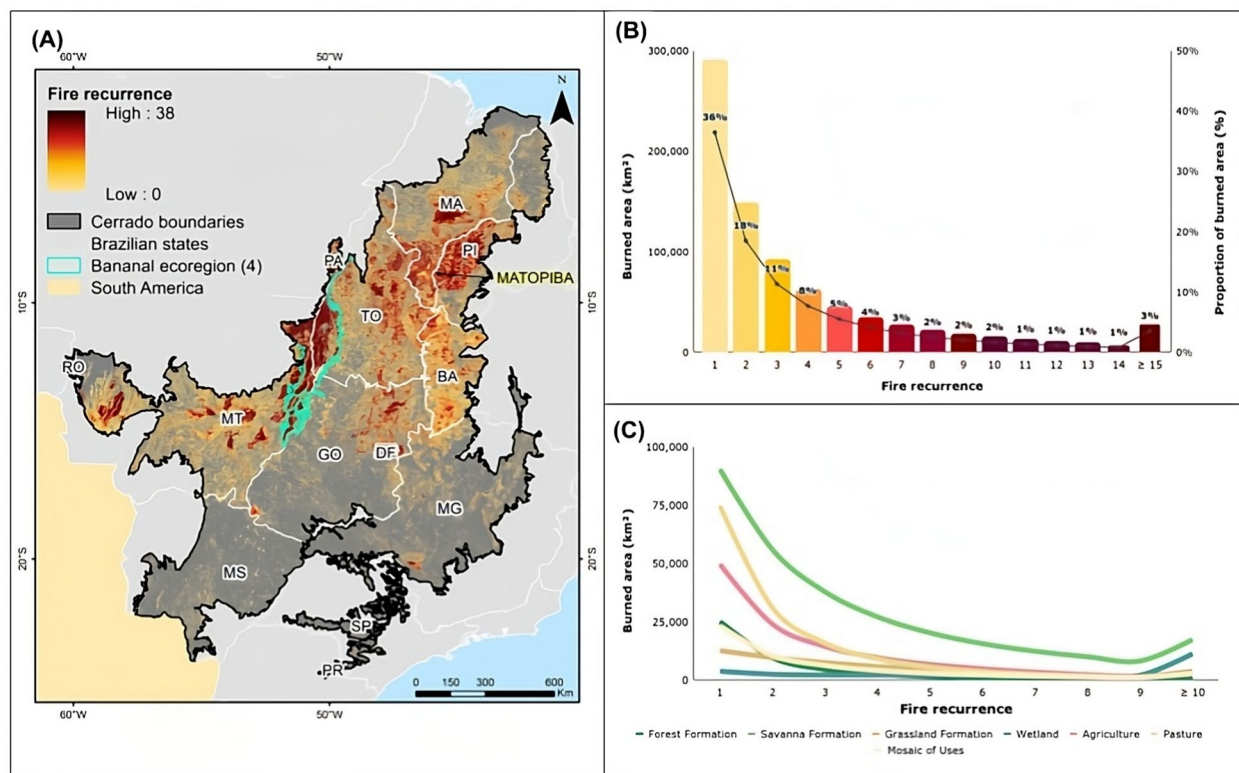 (A)
60°W
50°W
Fire recurrence
High : 38
Low : 0
Cerrado boundaries
Brazilian states
Bananal ecoregion (4)
South America
N
MA
PI
PA
MATOPIBA
10°S
10°S
TO
RO
BA
MT
GO
DF
MG
20°S
20°S
MS
SP
PR
0 150 300 450 600
Km
60°W
50°W
(B)
300,000
200,000
100,000
0
Burned area (km²)
50%
40%
30%
20%
10%
0%
Proportion of burned area (%)
36%
18%
11%
8%
5%
4%
3%
2%
2%
2%
1%
1%
1%
1%
3%
1 2 3 4 5 6 7 8 9 10 11 12 13 14 ≥ 15
Fire recurrence
(C)
100,000
75,000
50,000
25,000
0
Burned area (km²)
1 2 3 4 5 6 7 8 9 ≥ 10
Fire recurrence
Forest Formation Savanna Formation Grassland Formation Wetland Agriculture Pasture
Mosaic of Uses